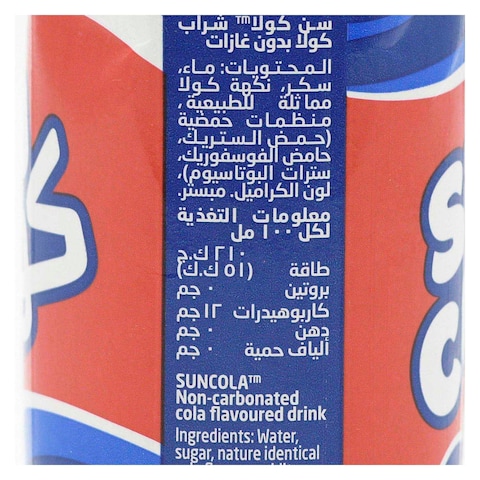 سن كولا™ شراب
كولا بدون غازات
المحتويات: ماء،
سكر، نكهة كولا
مماثلة للطبيعية،
منظمات حمضية
(حمض الستريك،
حامض الفوسفوريك،
سترات البوتاسيوم)،
لون الكراميل. مبستر.
معلومات التغذية
لكل ١٠٠ مل
٢١٠ ك.ج
طاقة (٥١ ك.ك)
بروتين ٠ جم
كاربوهيدرات ١٢ جم
دهن ٠ جم
ألياف حمية ٠ جم
SUNCOLA™
Non-carbonated
cola flavoured drink
Ingredients: Water,
sugar, nature identical